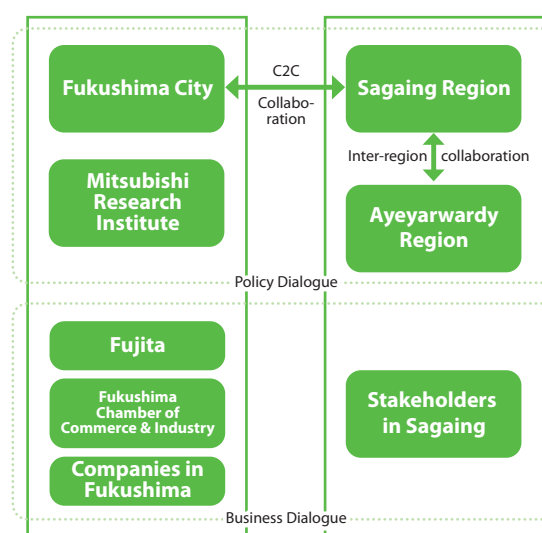 Fukushima City
C2C
Collabo-
ration
Sagaing Region
Inter-region collaboration
Mitsubishi
Research
Institute
Ayeyarwardy
Region
Policy Dialogue
Fujita
Fukushima
Chamber of
Commerce & Industry
Companies in
Fukushima
Stakeholders
in Sagaing
Business Dialogue